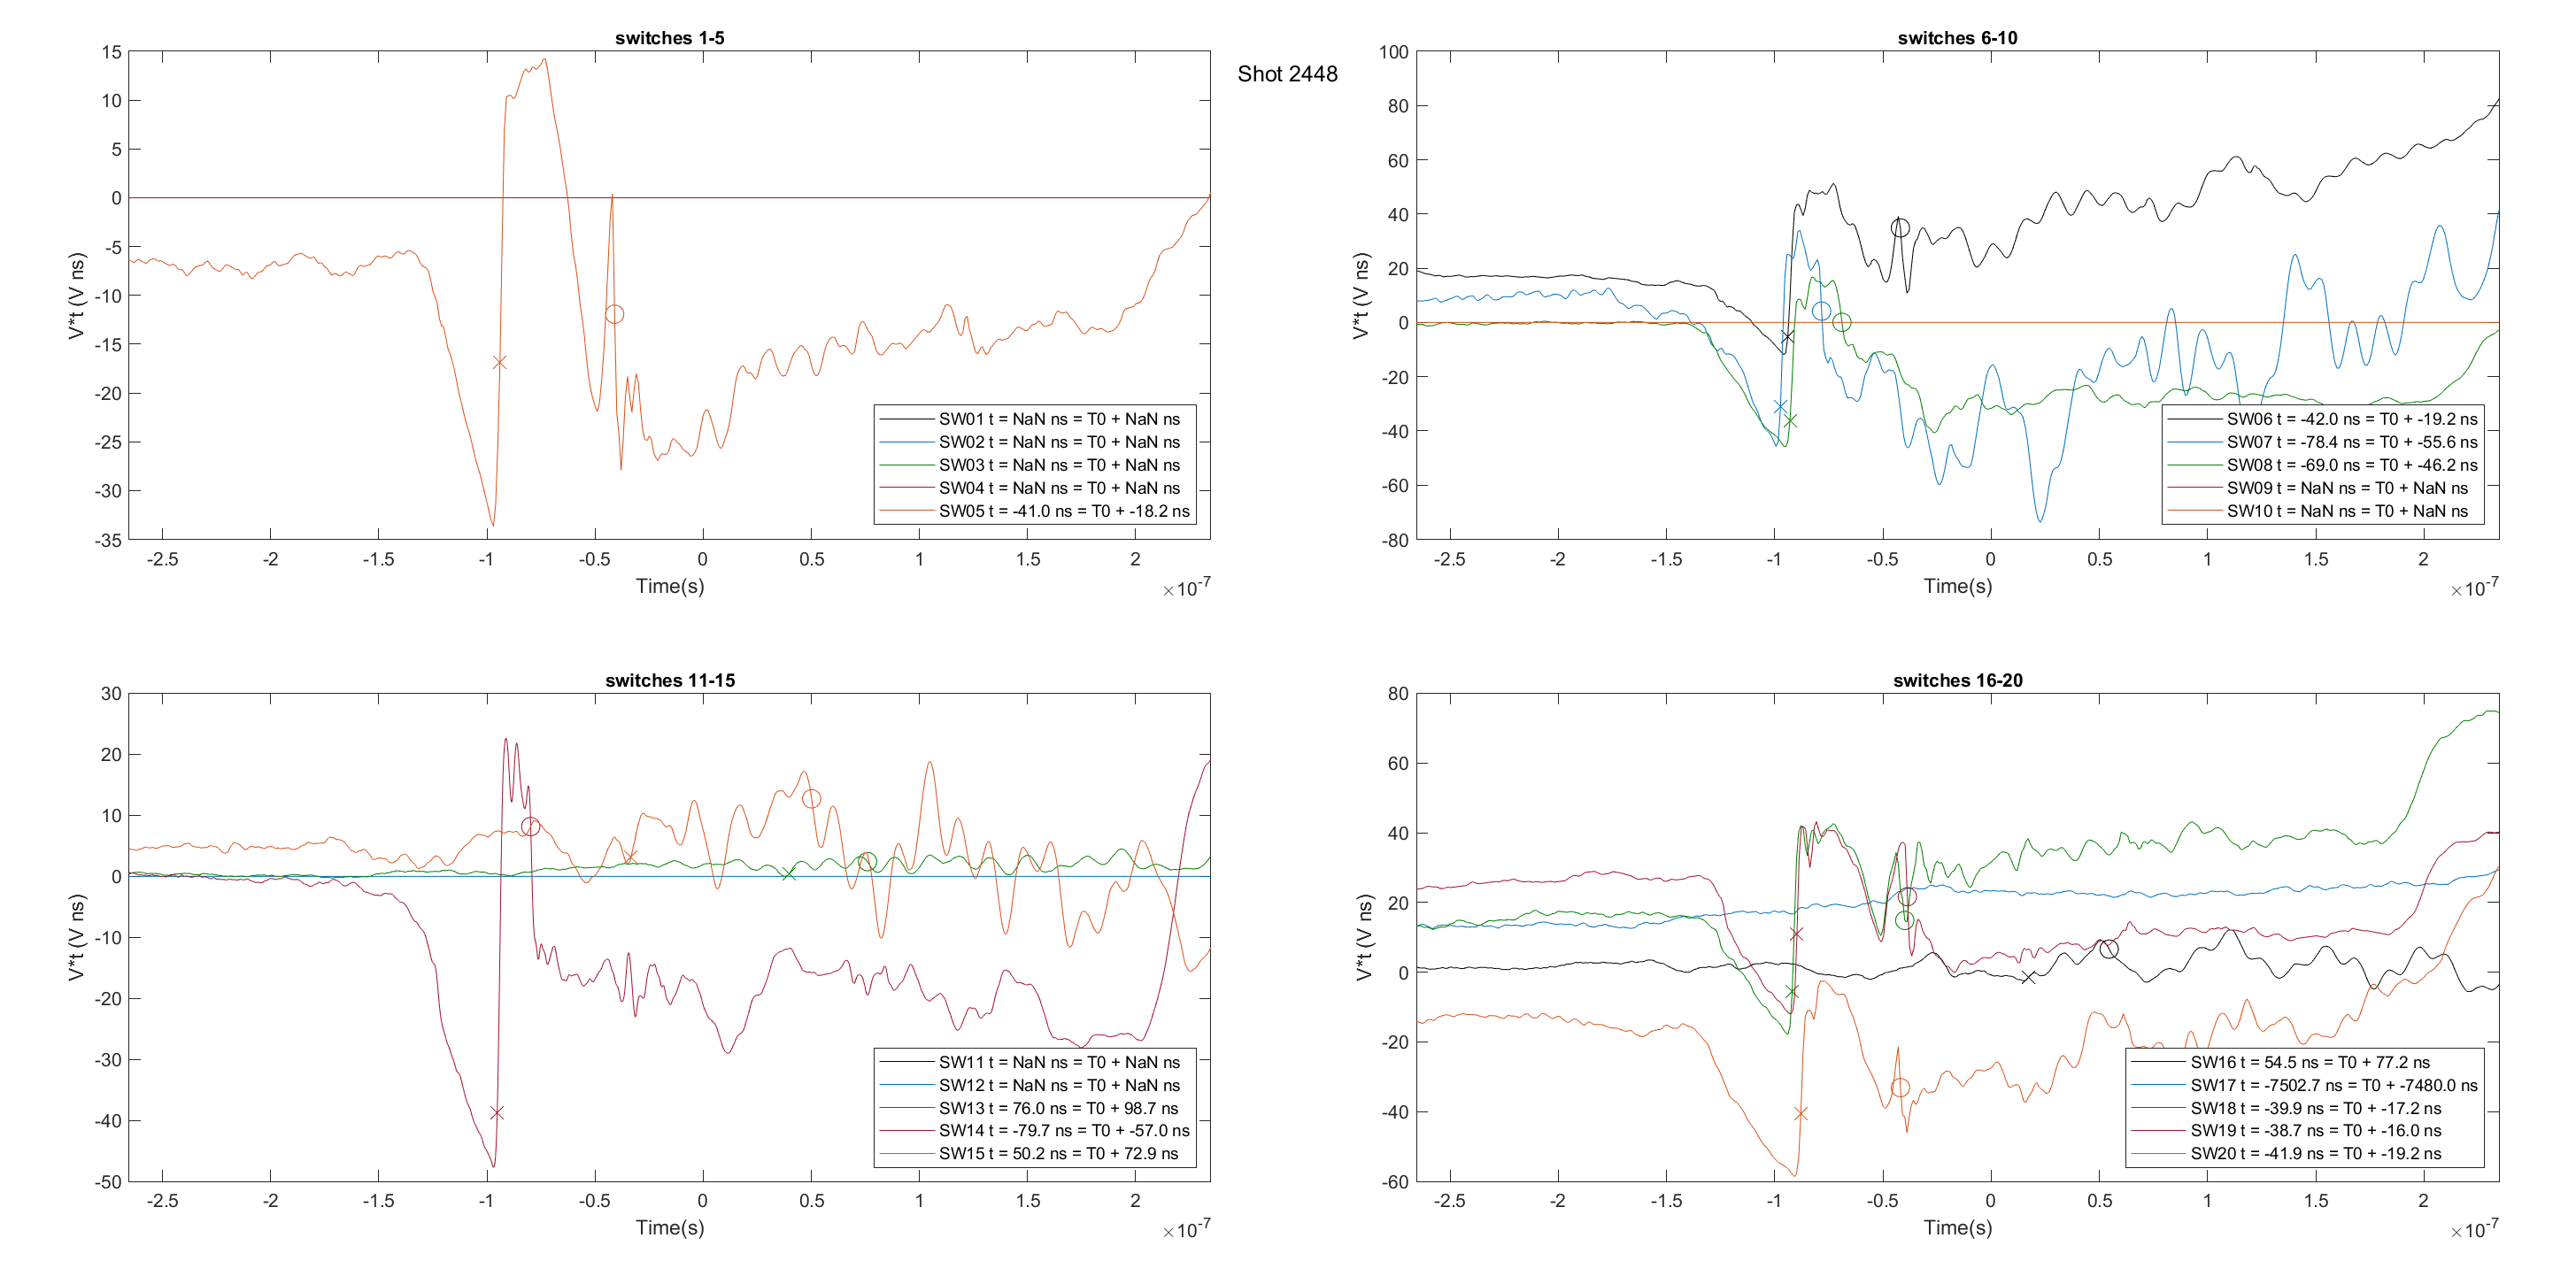 switches 1-5
15
10
5
0
-5
-10
-15
-20
-25
-30
-35
V*t (V ns)
-2.5 -2 -1.5 -1 -0.5 0 0.5 1 1.5 2
Time(s)
×10-7
SW01 t = NaN ns = T0 + NaN ns
SW02 t = NaN ns = T0 + NaN ns
SW03 t = NaN ns = T0 + NaN ns
SW04 t = NaN ns = T0 + NaN ns
SW05 t = -41.0 ns = T0 + -18.2 ns
Shot 2448
switches 6-10
100
80
60
40
20
0
-20
-40
-60
-80
V*t (V ns)
-2.5 -2 -1.5 -1 -0.5 0 0.5 1 1.5 2
Time(s)
×10-7
SW06 t = -42.0 ns = T0 + -19.2 ns
SW07 t = -78.4 ns = T0 + -55.6 ns
SW08 t = -69.0 ns = T0 + -46.2 ns
SW09 t = NaN ns = T0 + NaN ns
SW10 t = NaN ns = T0 + NaN ns
switches 11-15
30
20
10
0
-10
-20
-30
-40
-50
V*t (V ns)
-2.5 -2 -1.5 -1 -0.5 0 0.5 1 1.5 2
Time(s)
×10-7
SW11 t = NaN ns = T0 + NaN ns
SW12 t = NaN ns = T0 + NaN ns
SW13 t = 76.0 ns = T0 + 98.7 ns
SW14 t = -79.7 ns = T0 + -57.0 ns
SW15 t = 50.2 ns = T0 + 72.9 ns
switches 16-20
80
60
40
20
0
-20
-40
-60
V*t (V ns)
-2.5 -2 -1.5 -1 -0.5 0 0.5 1 1.5 2
Time(s)
×10-7
SW16 t = 54.5 ns = T0 + 77.2 ns
SW17 t = -7502.7 ns = T0 + -7480.0 ns
SW18 t = -39.9 ns = T0 + -17.2 ns
SW19 t = -38.7 ns = T0 + -16.0 ns
SW20 t = -41.9 ns = T0 + -19.2 ns